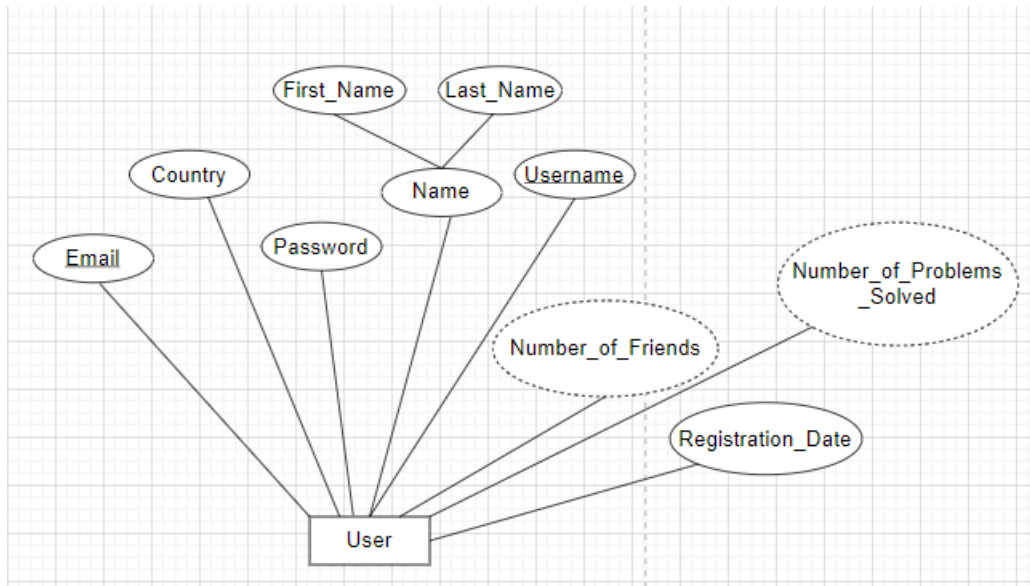 First_Name
Last_Name
Country
Name
Username
Email
Password
Number_of_Problems
_Solved
Number_of_Friends
Registration_Date
User